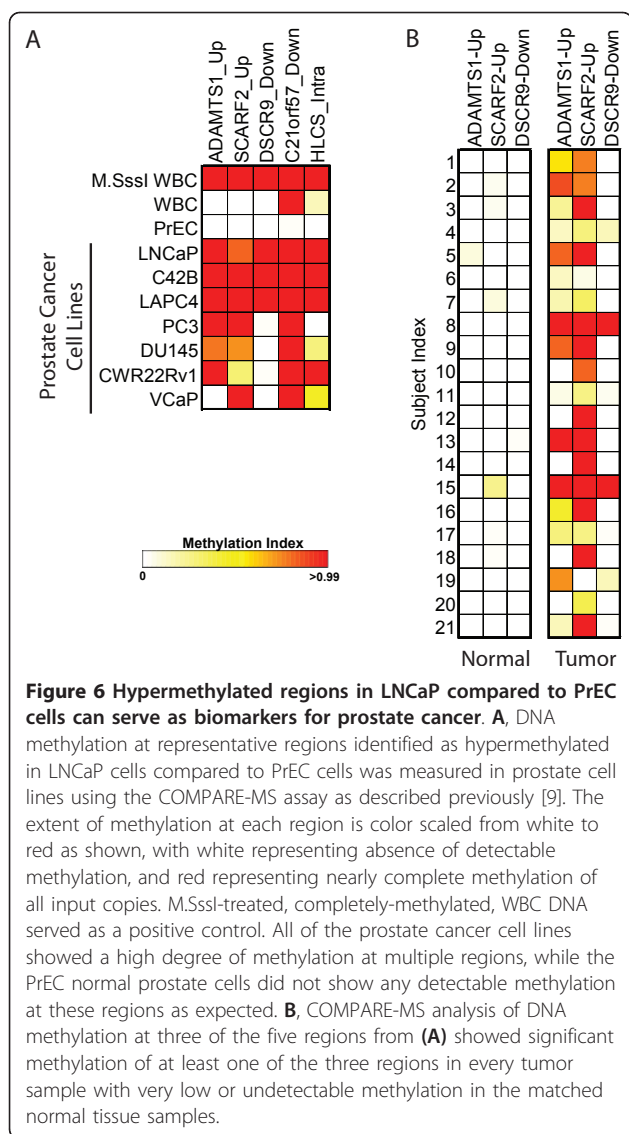 A
ADAMTS1_Up
SCARF2_Up
DSCR9_Down
C21orf57_Down
HLCS_Intra
M.SssI WBC
WBC
PrEC
LNCaP
C42B
LAPC4
PC3
DU145
CWR22Rv1
VCaP
Prostate Cancer
Cell Lines
Methylation Index
0
>0.99
B
ADAMTS1-Up
SCARF2-Up
DSCR9-Down
ADAMTS1-Up
SCARF2-Up
DSCR9-Down
Subject Index
1
2
3
4
5
6
7
8
9
10
11
12
13
14
15
16
17
18
19
20
21
Normal
Tumor
Figure 6 Hypermethylated regions in LNCaP compared to PrEC
cells can serve as biomarkers for prostate cancer. A, DNA
methylation at representative regions identified as hypermethylated
in LNCaP cells compared to PrEC cells was measured in prostate cell
lines using the COMPARE-MS assay as described previously [9]. The
extent of methylation at each region is color scaled from white to
red as shown, with white representing absence of detectable
methylation, and red representing nearly complete methylation of
all input copies. M.SssI-treated, completely-methylated, WBC DNA
served as a positive control. All of the prostate cancer cell lines
showed a high degree of methylation at multiple regions, while the
PrEC normal prostate cells did not show any detectable methylation
at these regions as expected. B, COMPARE-MS analysis of DNA
methylation at three of the five regions from (A) showed significant
methylation of at least one of the three regions in every tumor
sample with very low or undetectable methylation in the matched
normal tissue samples.